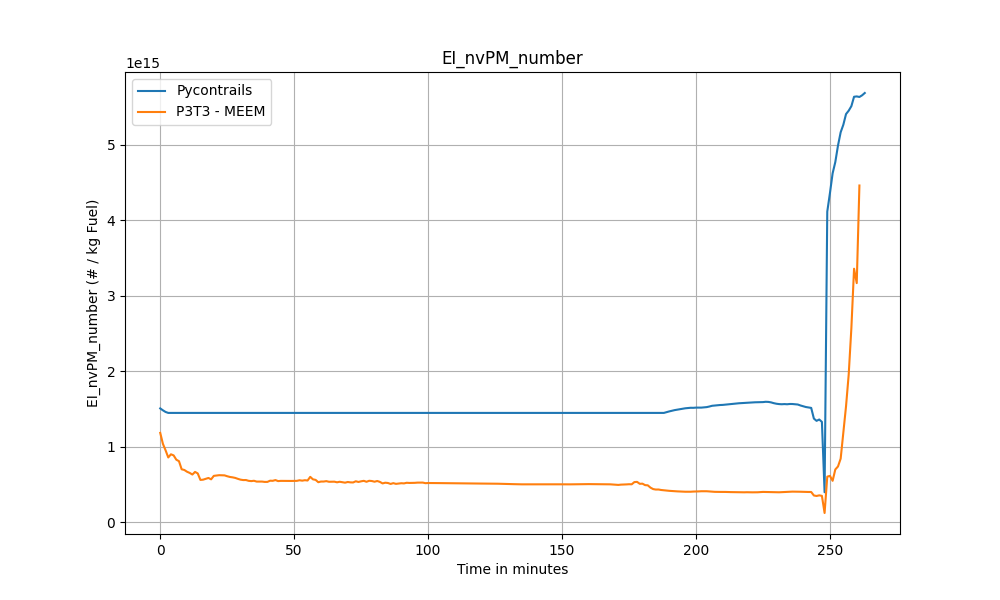 EI_nvPM_number
1e15
Pycontrails
P3T3 - MEEM
EI_nvPM_number (# / kg Fuel)
5
4
3
2
1
0
0 50 100 150 200 250
Time in minutes